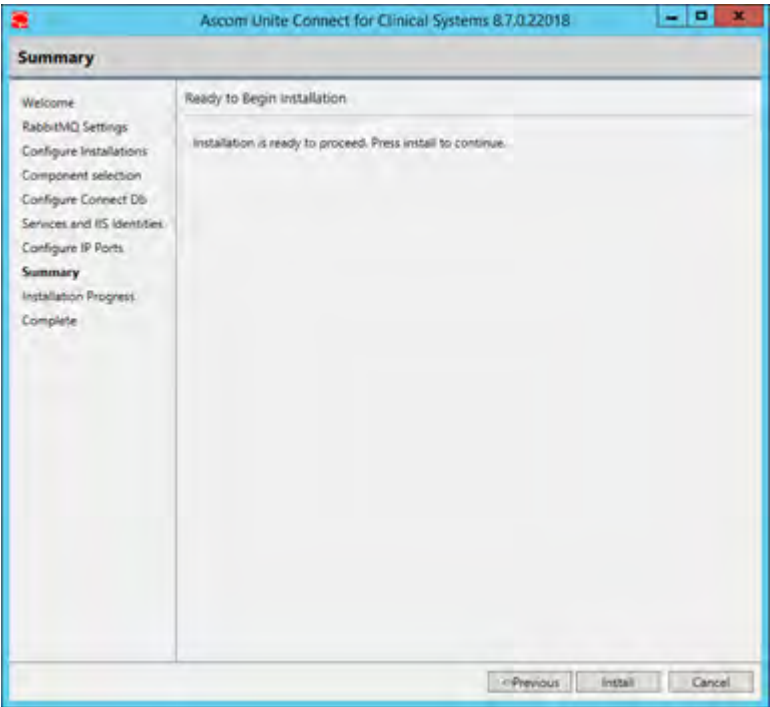 Ascom Unite Connect for Clinical Systems 8.7.0.22018
Summary
Welcome
RabbitMQ Settings
Configure Installations
Component selection
Configure Connect Db
Services and IIS Identities
Configure IP Ports
Summary
Installation Progress
Complete
Ready to Begin Installation
Installation is ready to proceed. Press install to continue.
<Previous
Install
Cancel